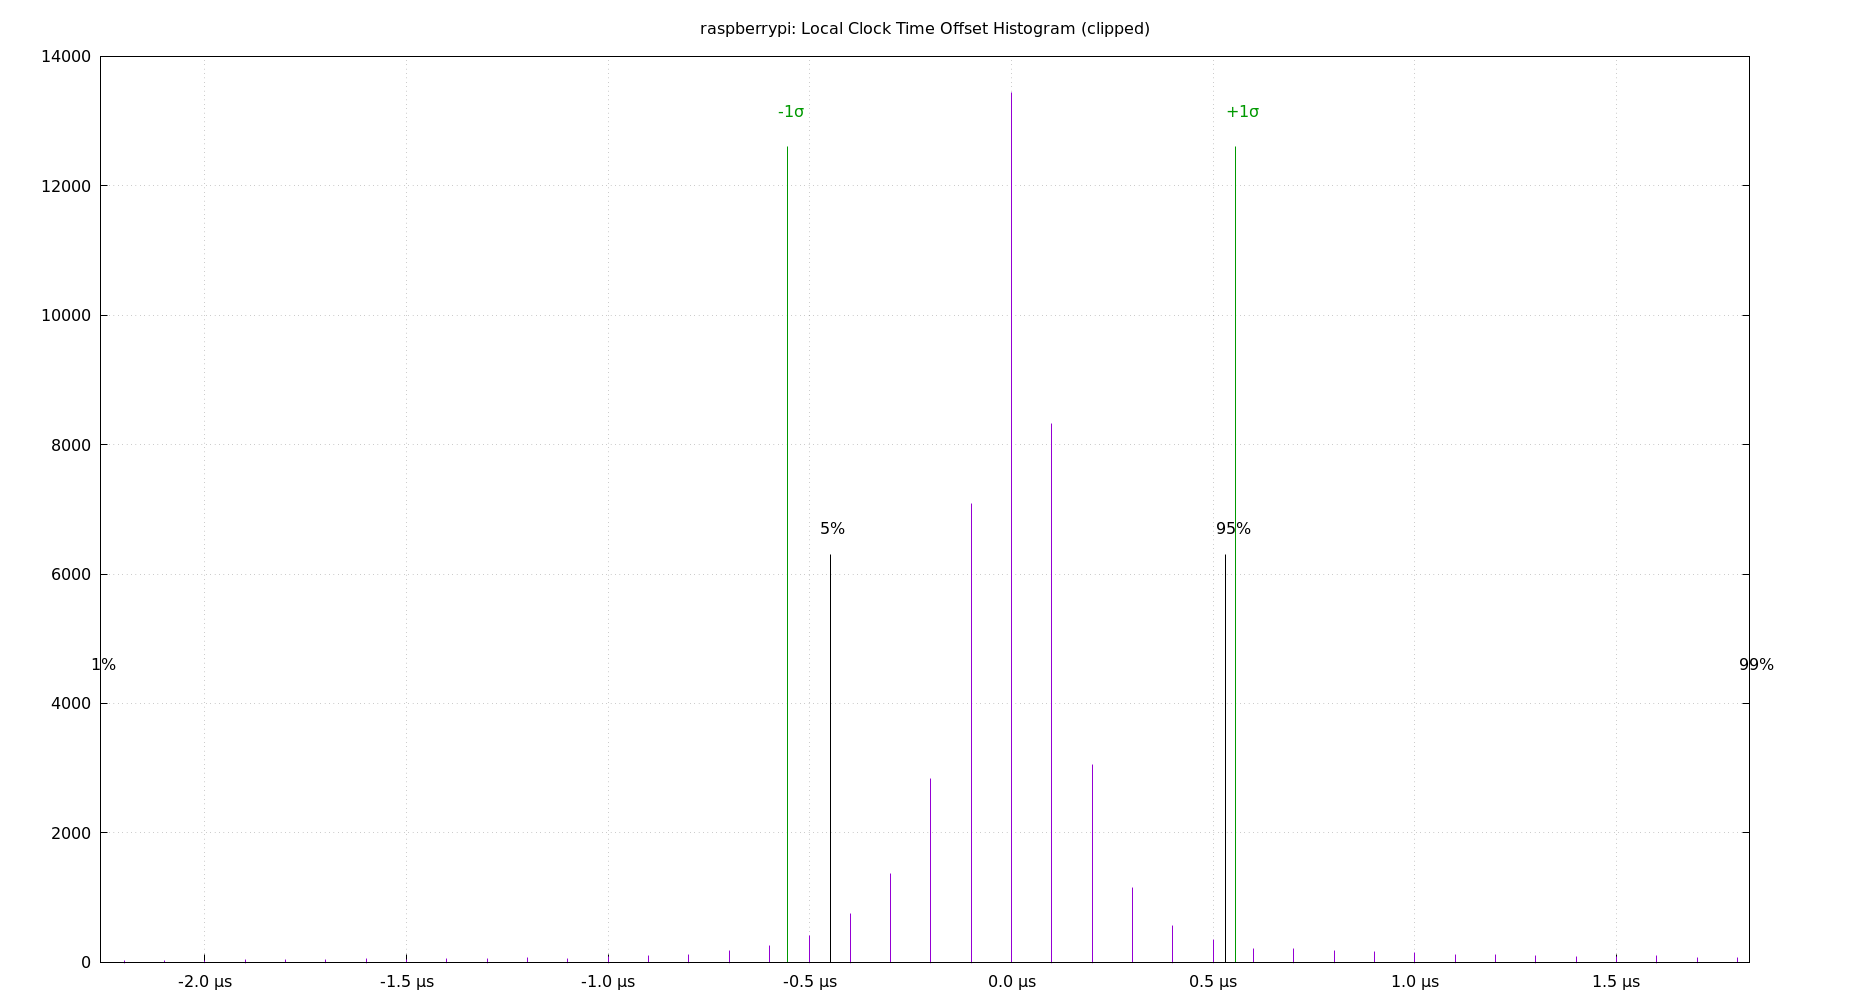 raspberrypi: Local Clock Time Offset Histogram (clipped)
14000
-1σ
+1σ
12000
10000
8000
5%
95%
6000
1%
99%
4000
2000
0
-2.0 µs
-1.5 µs
-1.0 µs
-0.5 µs
0.0 µs
0.5 µs
1.0 µs
1.5 µs